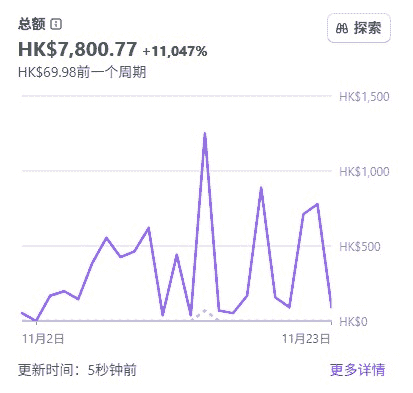 总额
探索
HK$7,800.77 +11,047%
HK$69.98前一个周期
HK$1,500
HK$1,000
HK$500
HK$0
11月2日
11月23日
更新时间：5秒钟前
更多详情